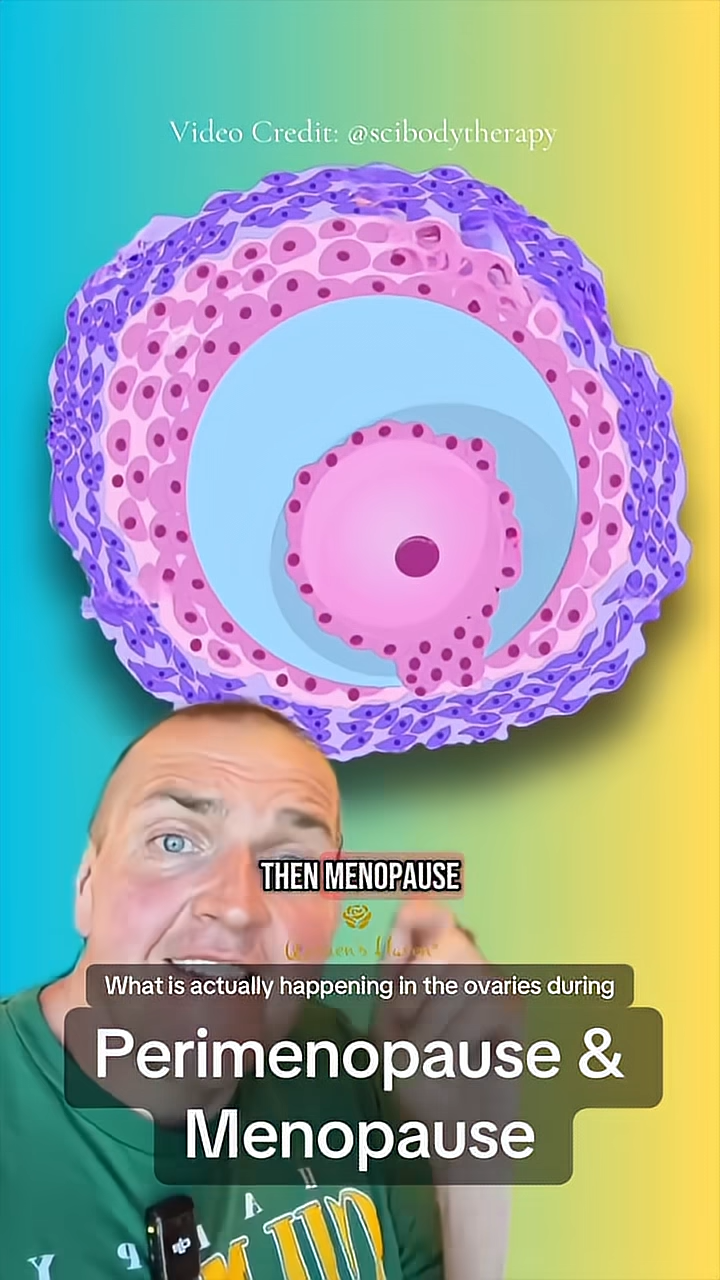 Video Credit: @scibodytherapy
THEN MENOPAUSE
What is actually happening in the ovaries during
Perimenopause &
Menopause